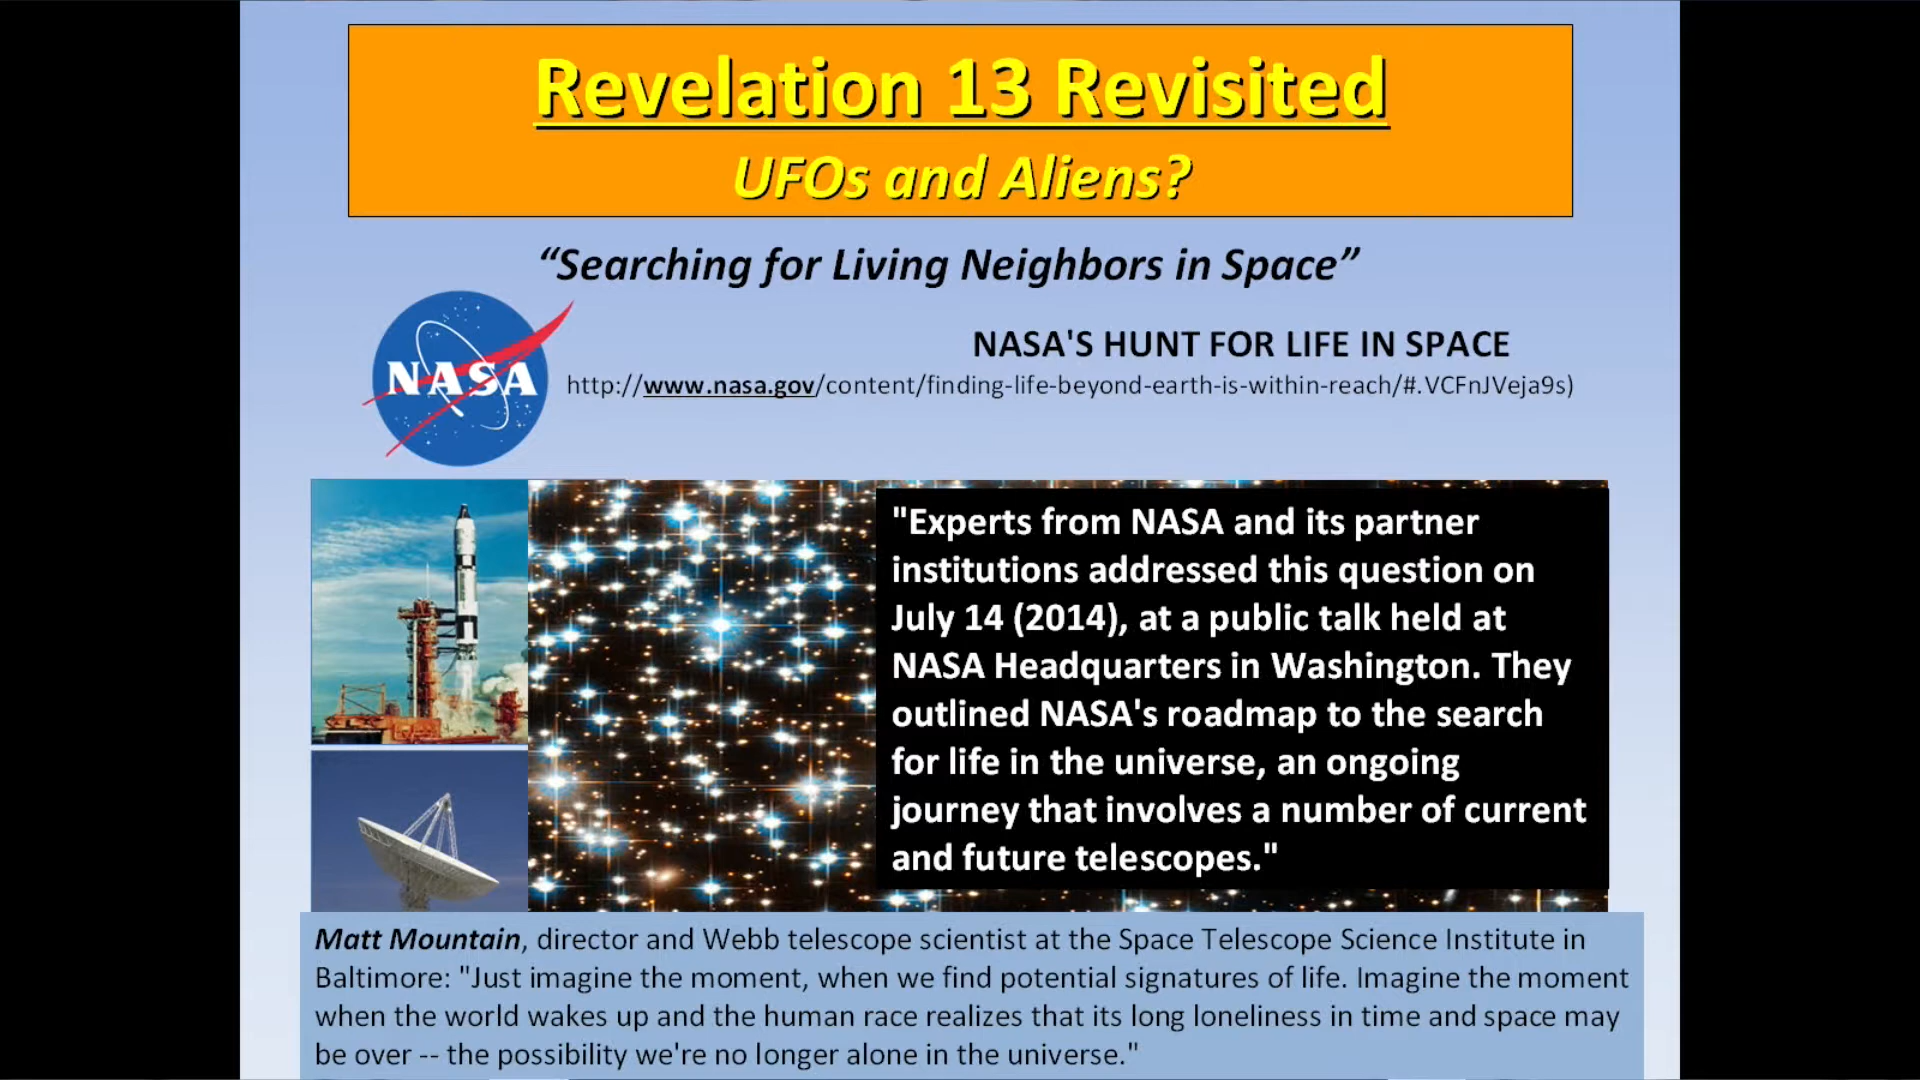 Revelation 13 Revisited
UFOs and Aliens?
“Searching for Living Neighbors in Space”
NASA
NASA'S HUNT FOR LIFE IN SPACE
http://www.nasa.gov/content/finding-life-beyond-earth-is-within-reach/#.VCFnJVeja9s)
"Experts from NASA and its partner
institutions addressed this question on
July 14 (2014), at a public talk held at
NASA Headquarters in Washington. They
outlined NASA's roadmap to the search
for life in the universe, an ongoing
journey that involves a number of current
and future telescopes."
Matt Mountain, director and Webb telescope scientist at the Space Telescope Science Institute in
Baltimore: "Just imagine the moment, when we find potential signatures of life. Imagine the moment
when the world wakes up and the human race realizes that its long loneliness in time and space may
be over -- the possibility we're no longer alone in the universe."